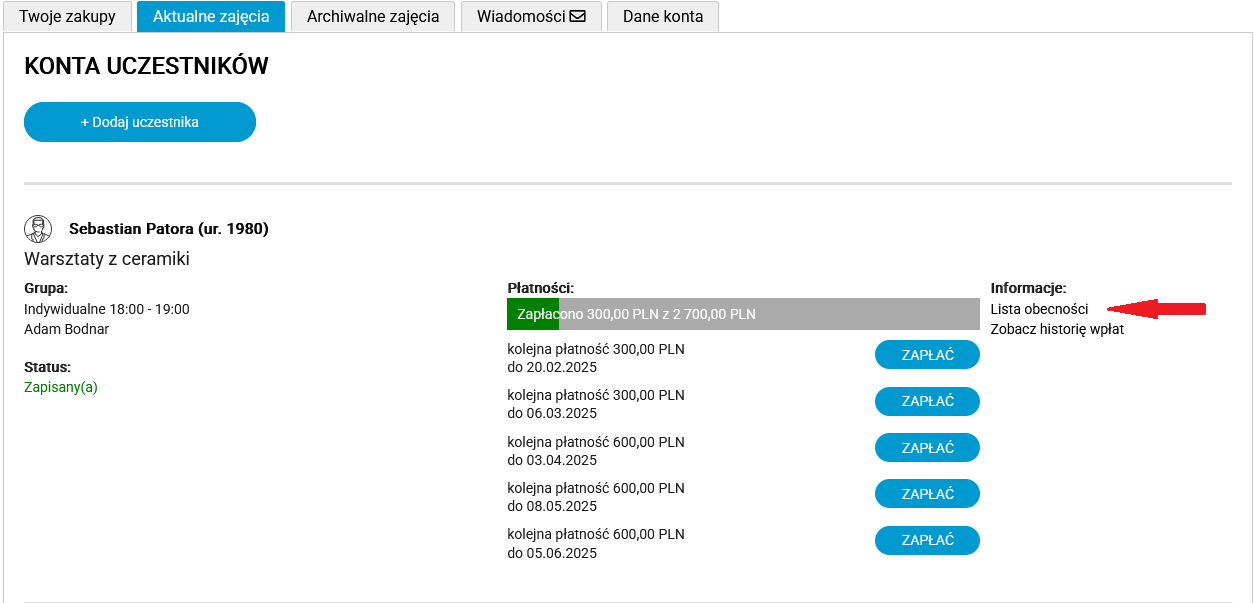 Twoje zakupy
Aktualne zajęcia
Archiwalne zajęcia
Wiadomości
Dane konta
KONTA UCZESTNIKÓW
+ Dodaj uczestnika
Sebastian Patora (ur. 1980)
Warsztaty z ceramiki
Grupa:
Indywidualne 18:00 - 19:00
Adam Bodnar
Status:
Zapisany(a)
Płatności:
Zapłacono 300,00 PLN z 2 700,00 PLN
kolejna płatność 300,00 PLN
do 20.02.2025
ZAPŁAĆ
kolejna płatność 300,00 PLN
do 06.03.2025
ZAPŁAĆ
kolejna płatność 600,00 PLN
do 03.04.2025
ZAPŁAĆ
kolejna płatność 600,00 PLN
do 08.05.2025
ZAPŁAĆ
kolejna płatność 600,00 PLN
do 05.06.2025
ZAPŁAĆ
Informacje:
Lista obecności
Zobacz historię wpłat